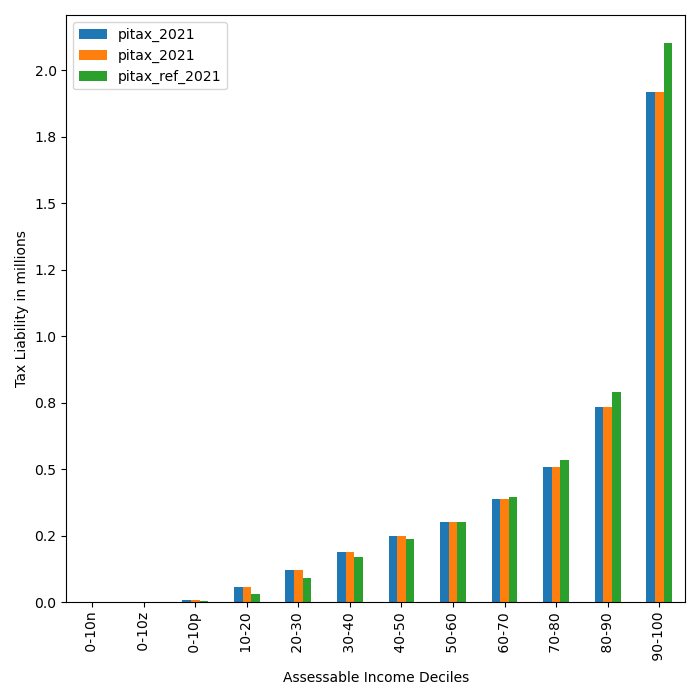 pitax_2021
pitax_2021
pitax_ref_2021
2.0
1.8
1.5
1.2
1.0
0.8
0.5
0.2
0.0
Tax Liability in millions
0-10n
0-10z
0-10p
10-20
20-30
30-40
40-50
50-60
60-70
70-80
80-90
90-100
Assessable Income Deciles